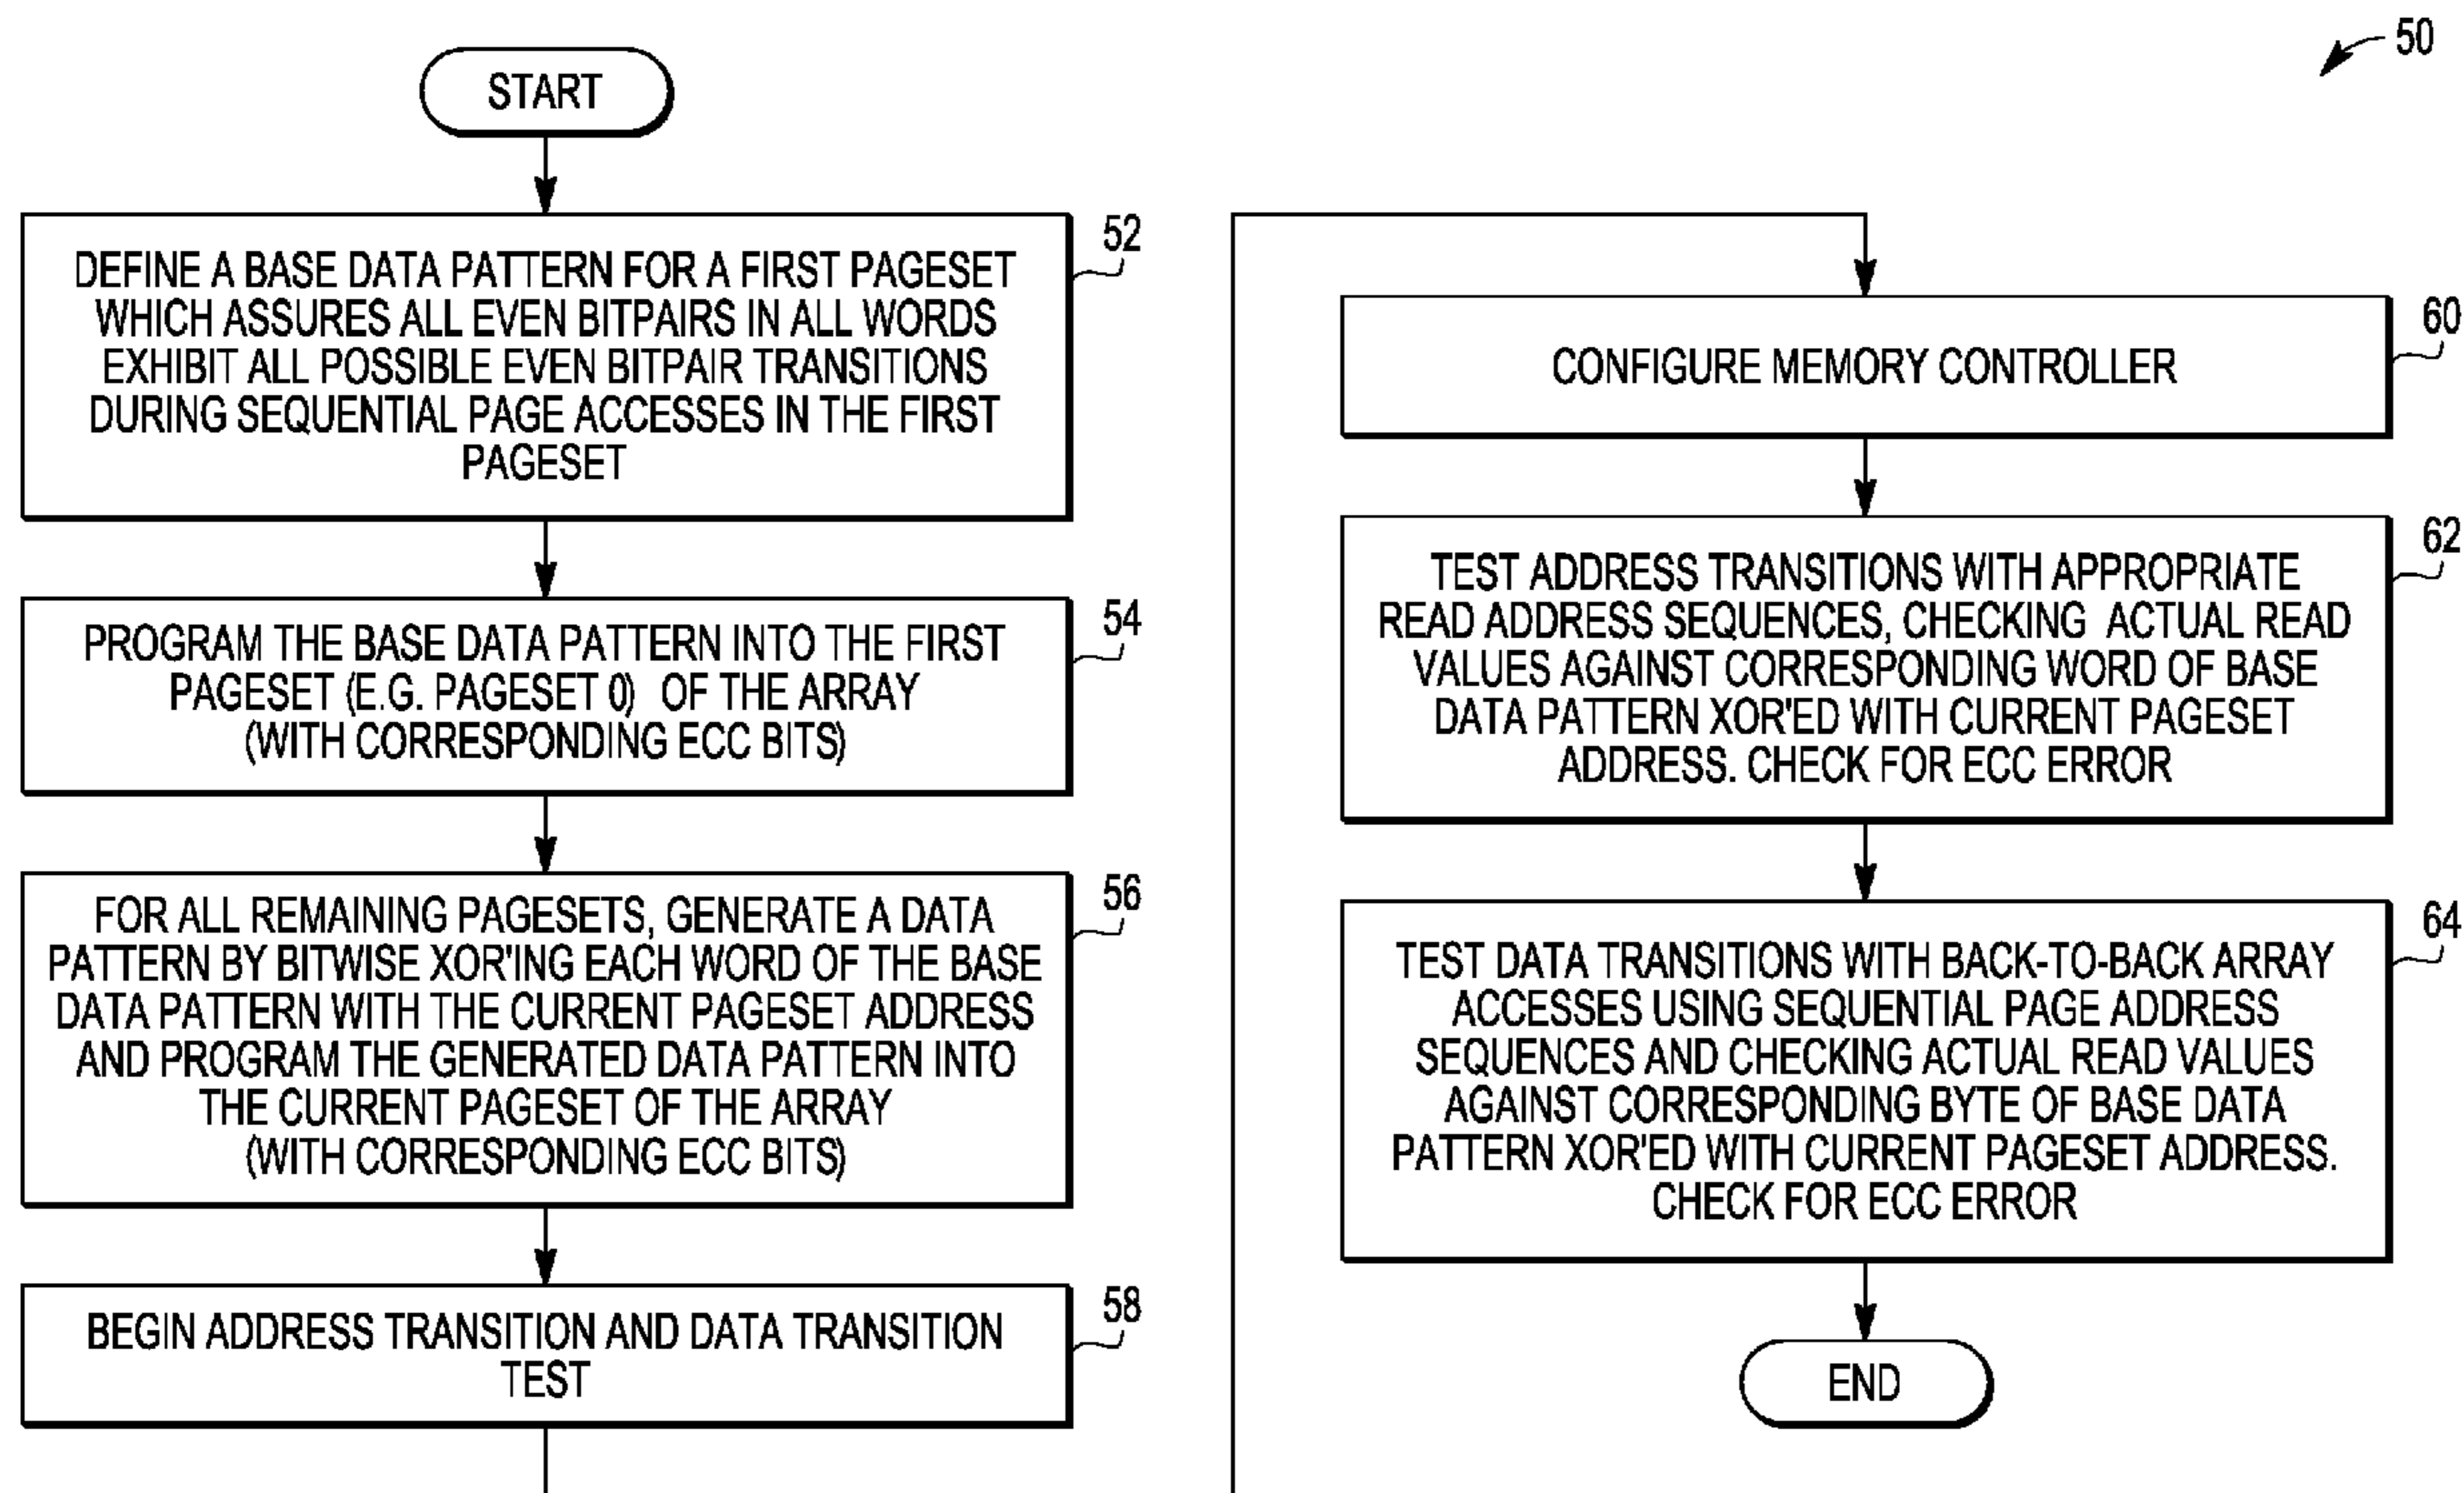 50
START
52
DEFINE A BASE DATA PATTERN FOR A FIRST PAGESET
WHICH ASSURES ALL EVEN BITPAIRS IN ALL WORDS
EXHIBIT ALL POSSIBLE EVEN BITPAIR TRANSITIONS
DURING SEQUENTIAL PAGE ACCESSES IN THE FIRST
PAGESET
54
PROGRAM THE BASE DATA PATTERN INTO THE FIRST
PAGESET (E.G. PAGESET 0) OF THE ARRAY
(WITH CORRESPONDING ECC BITS)
56
FOR ALL REMAINING PAGESETS, GENERATE A DATA
PATTERN BY BITWISE XOR'ING EACH WORD OF THE BASE
DATA PATTERN WITH THE CURRENT PAGESET ADDRESS
AND PROGRAM THE GENERATED DATA PATTERN INTO
THE CURRENT PAGESET OF THE ARRAY
(WITH CORRESPONDING ECC BITS)
58
BEGIN ADDRESS TRANSITION AND DATA TRANSITION
TEST
60
CONFIGURE MEMORY CONTROLLER
62
TEST ADDRESS TRANSITIONS WITH APPROPRIATE
READ ADDRESS SEQUENCES, CHECKING ACTUAL READ
VALUES AGAINST CORRESPONDING WORD OF BASE
DATA PATTERN XOR'ED WITH CURRENT PAGESET
ADDRESS. CHECK FOR ECC ERROR
64
TEST DATA TRANSITIONS WITH BACK-TO-BACK ARRAY
ACCESSES USING SEQUENTIAL PAGE ADDRESS
SEQUENCES AND CHECKING ACTUAL READ VALUES
AGAINST CORRESPONDING BYTE OF BASE DATA
PATTERN XOR'ED WITH CURRENT PAGESET ADDRESS.
CHECK FOR ECC ERROR
END